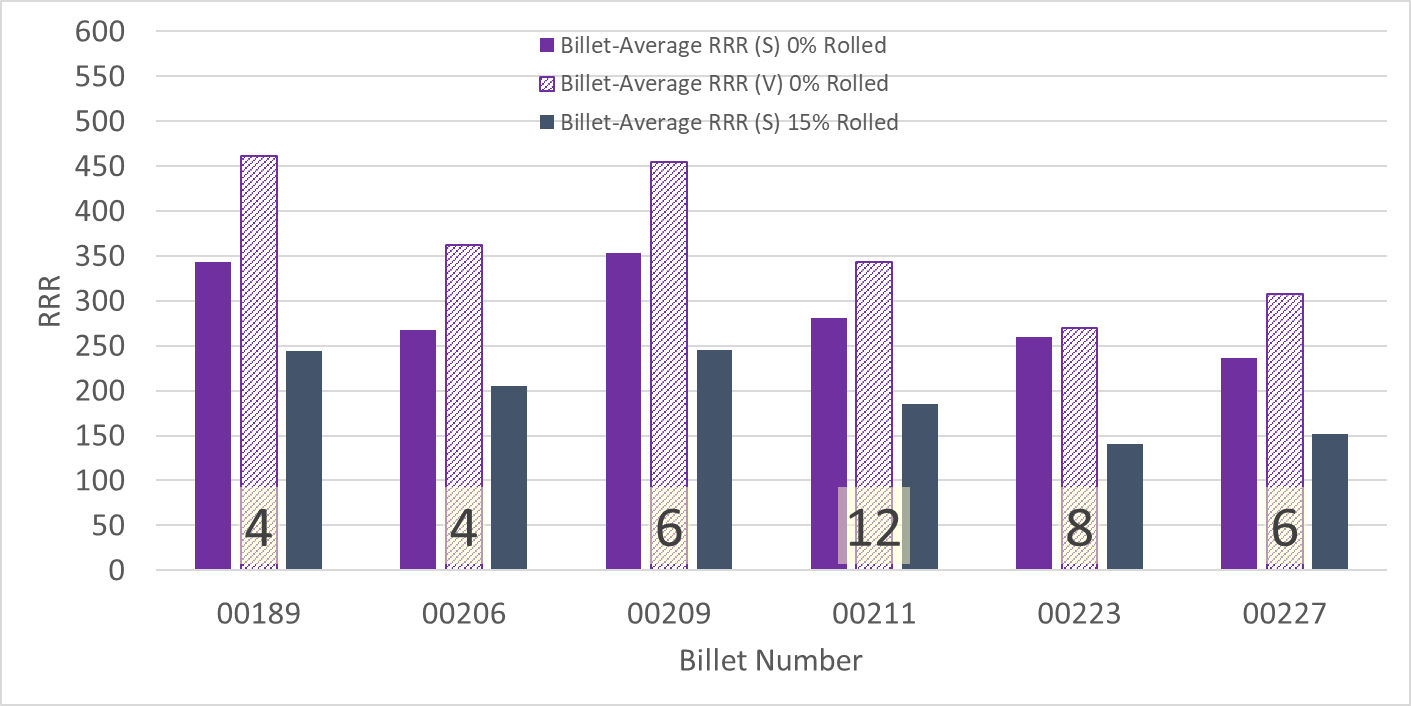 600
Billet-Average RRR (S) 0% Rolled
550
Billet-Average RRR (V) 0% Rolled
500
Billet-Average RRR (S) 15% Rolled
450
400
350
300
250
200
150
100
50
0
RRR
4 4 6 12 8 6
00189 00206 00209 00211 00223 00227
Billet Number